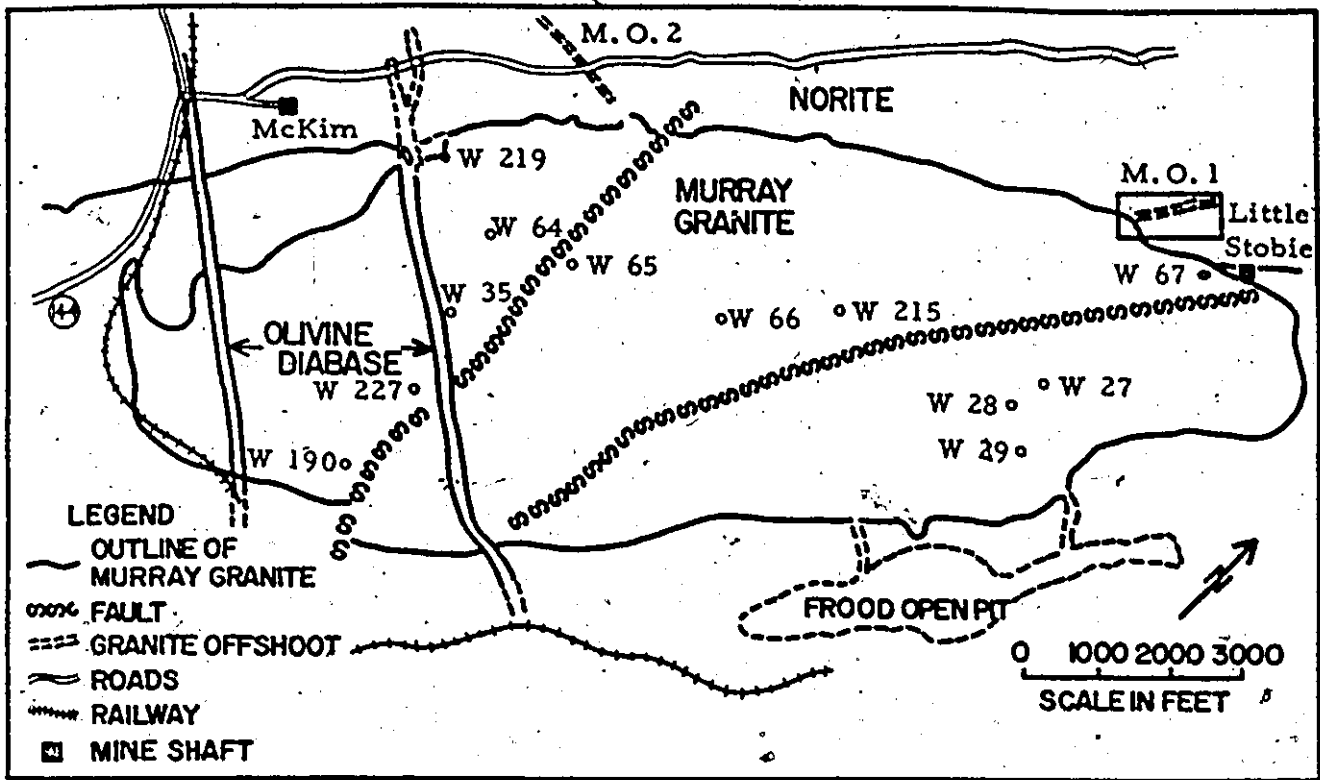 M. O. 2
NORITE
McKim
W 219
M. O. 1
MURRAY
GRANITE
Little
Stobie
W 64
W 65
W 67
W 35
W 66
W 215
44
OLIVINE
DIABASE
W 227
W 27
W 28
W 29
W 190
LEGEND
OUTLINE OF
MURRAY GRANITE
FAULT
GRANITE OFFSHOOT
ROADS
RAILWAY
MINE SHAFT
FROOD OPEN PIT
0 1000 2000 3000
SCALE IN FEET